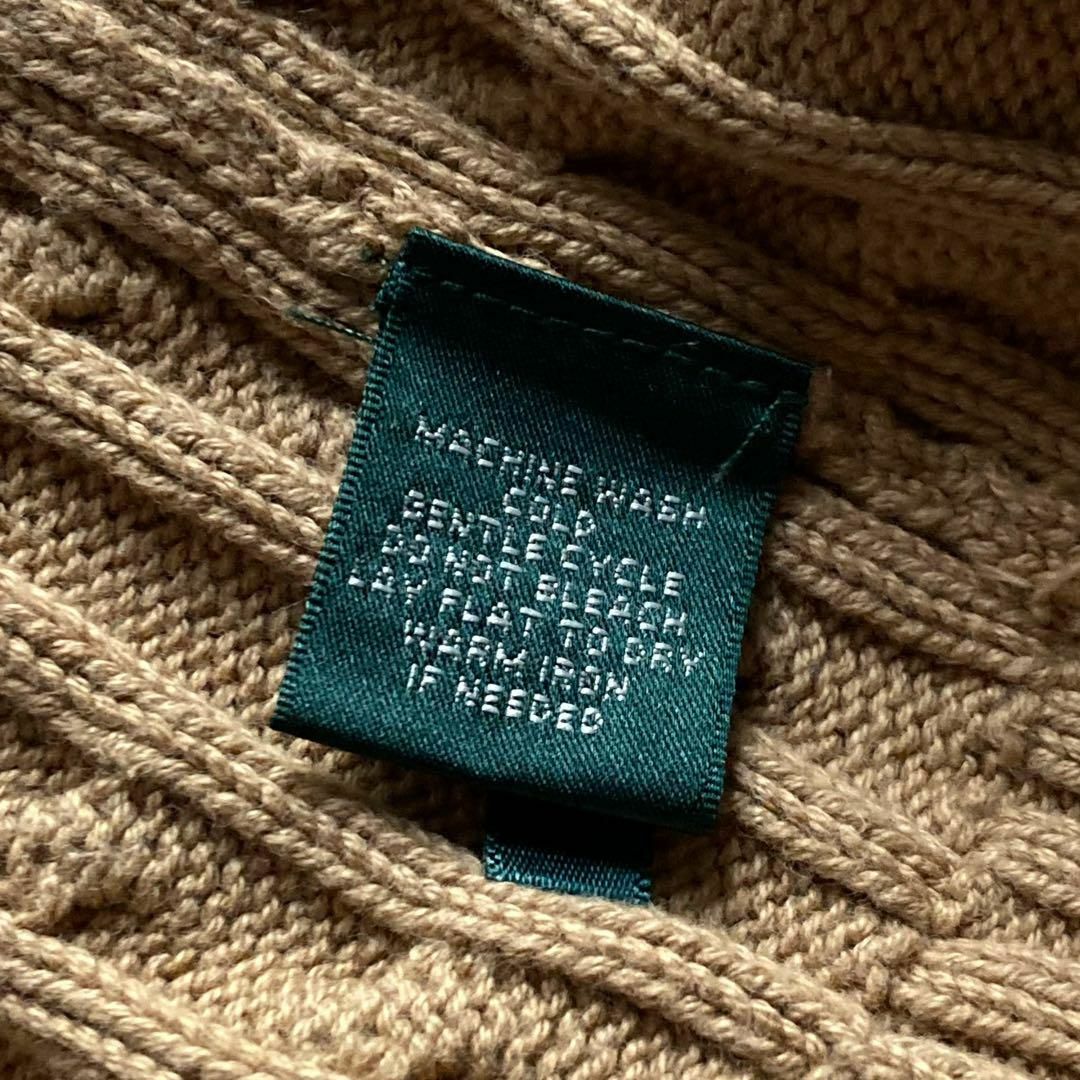 MACHINE WASH
COLD
GENTLE CYCLE
DO NOT BLEACH
LAY FLAT TO DRY
WARM IRON
IF NEEDED